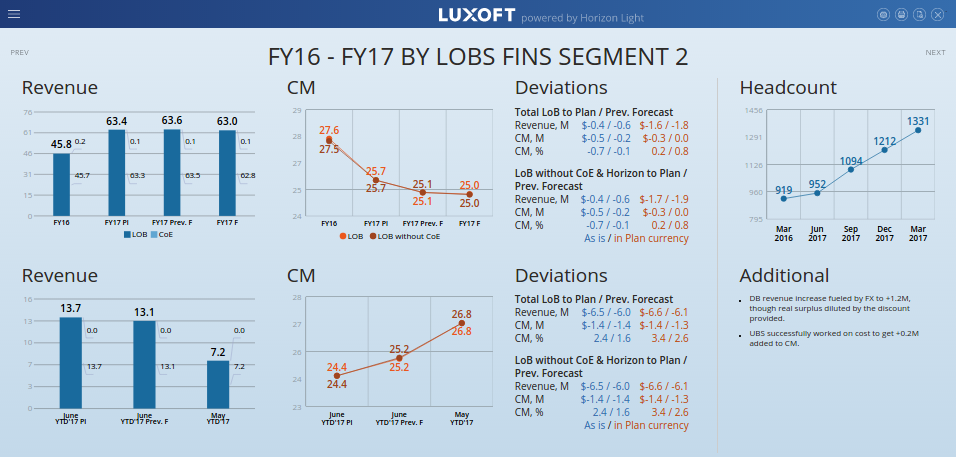 LUXOFT powered by Horizon Light
PREV
FY16 - FY17 BY LOBS FINS SEGMENT 2
NEXT
Revenue
76
61
46
31
15
0
45.8
0.2
45.7
63.4
0.1
63.3
63.6
0.1
63.5
63.0
0.1
62.8
FY16
FY17 Pl
FY17 Prev. F
FY17 F
LOB CoE
CM
29
28
27
25
24
27.6
27.5
25.7
25.7
25.1
25.1
25.0
25.0
FY16
FY17 Pl
FY17 Prev. F
FY17 F
LOB LOB without CoE
Deviations
Total LoB to Plan / Prev. Forecast
Revenue, M $-0.4 / -0.6 $-1.6 / -1.8
CM, M $-0.5 / -0.2 $-0.3 / 0.0
CM, % -0.7 / -0.1 0.2 / 0.8
LoB without CoE & Horizon to Plan /
Prev. Forecast
Revenue, M $-0.4 / -0.6 $-1.7 / -1.9
CM, M $-0.5 / -0.2 $-0.3 / 0.0
CM, % -0.7 / -0.1 0.2 / 0.8
As is / in Plan currency
Headcount
1456
1291
1126
960
795
919
952
1094
1212
1331
Mar
2016
Jun
2017
Sep
2017
Dec
2017
Mar
2017
Revenue
16
13
10
7
3
0
13.7
0.0
13.7
13.1
0.0
13.1
7.2
0.0
7.2
June
YTD'17 Pl
June
YTD'17 Prev. F
May
YTD'17
CM
28
27
26
24
23
24.4
24.4
25.2
25.2
26.8
26.8
June
YTD'17 Pl
June
YTD'17 Prev. F
May
YTD'17
Deviations
Total LoB to Plan / Prev. Forecast
Revenue, M $-6.5 / -6.0 $-6.6 / -6.1
CM, M $-1.4 / -1.4 $-1.4 / -1.3
CM, % 2.4 / 1.6 3.4 / 2.6
LoB without CoE & Horizon to Plan /
Prev. Forecast
Revenue, M $-6.5 / -6.0 $-6.6 / -6.1
CM, M $-1.4 / -1.4 $-1.4 / -1.3
CM, % 2.4 / 1.6 3.4 / 2.6
As is / in Plan currency
Additional
DB revenue increase fueled by FX to +1.2M,
though real surplus diluted by the discount
provided.
UBS successfully worked on cost to get +0.2M
added to CM.